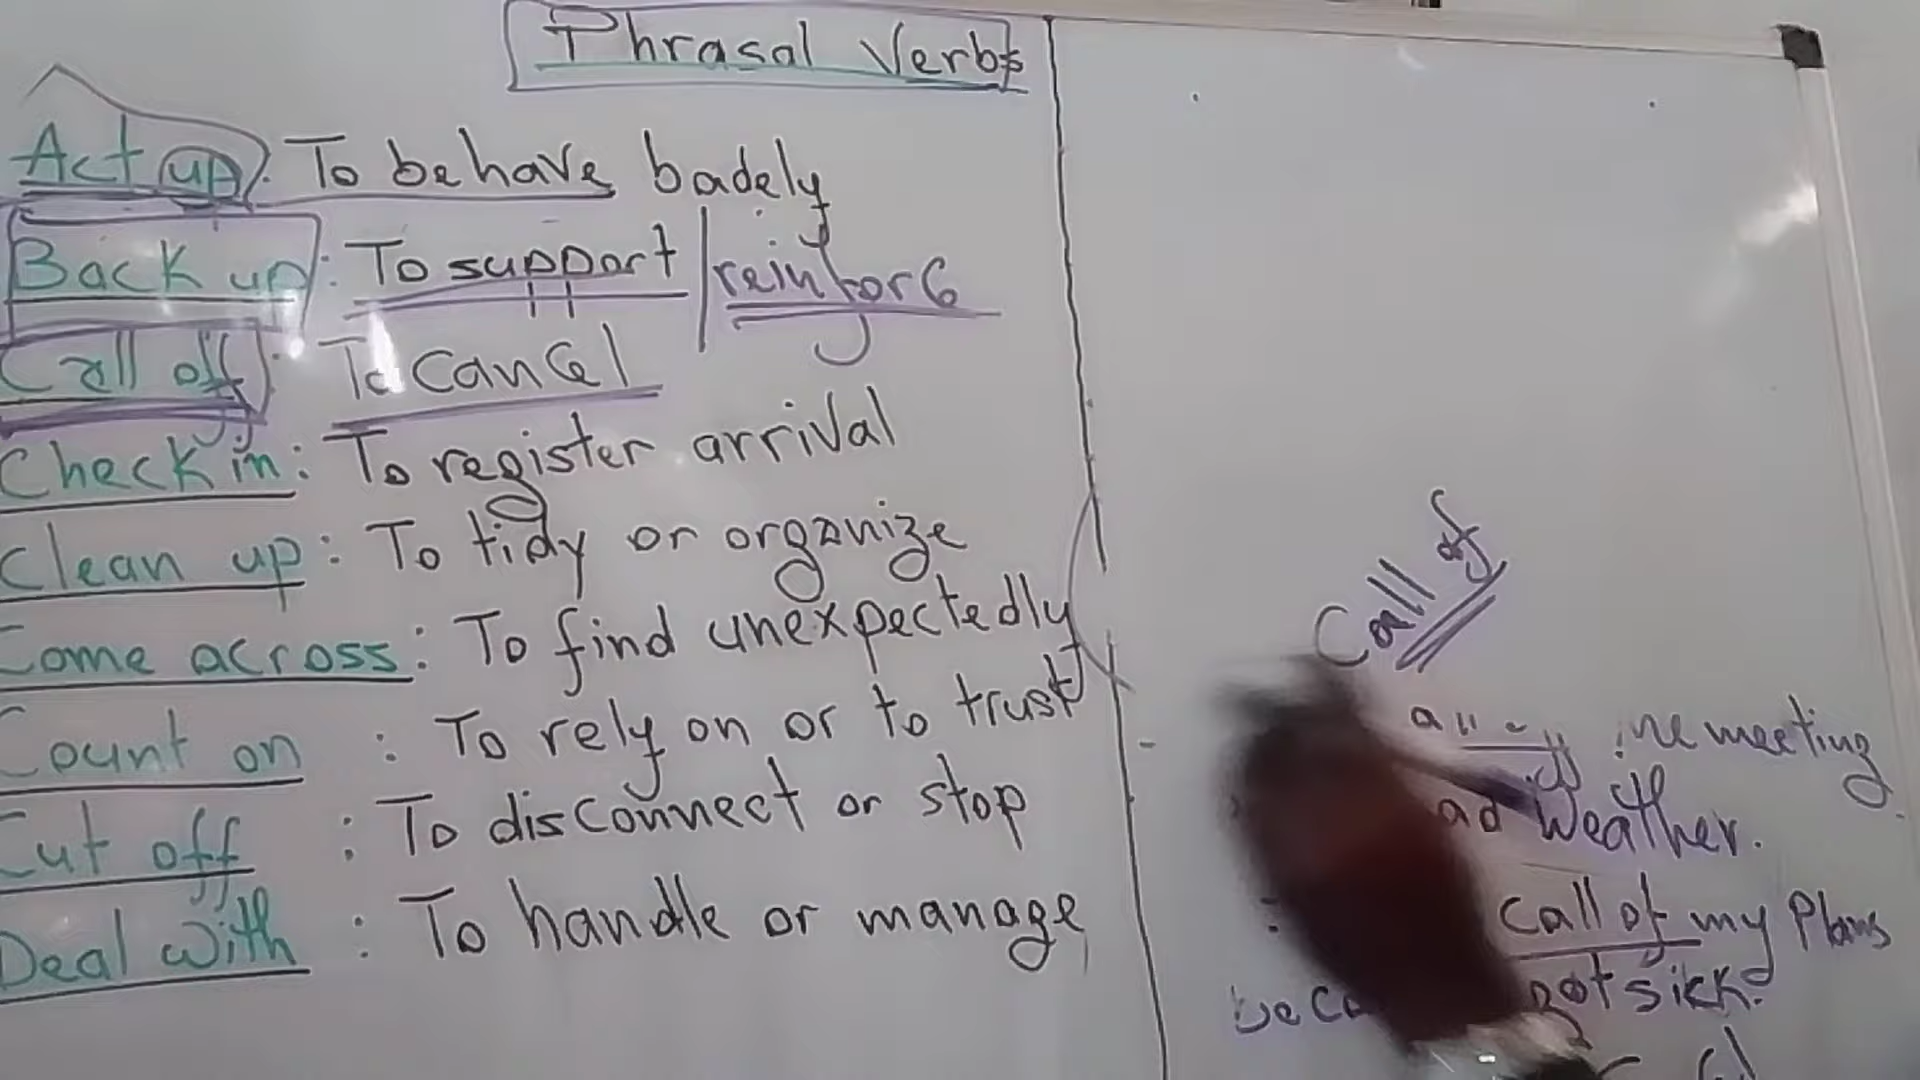 Phrasal Verbs
Act up: To behave badely
Back up: To support / reinforce
Call off: To cancel
Check in: To register arrival
Clean up: To tidy or organize
Come across: To find unexpectedly
Count on : To rely on or to trust
Cut off : To disconnect or stop
Deal with : To handle or manage
Call of
meeting
weather.
call of my plans
got sick.